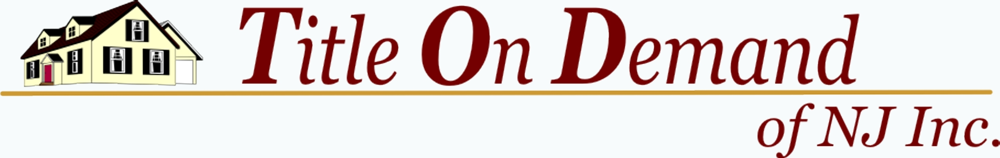 Title On Demand
of NJ Inc.